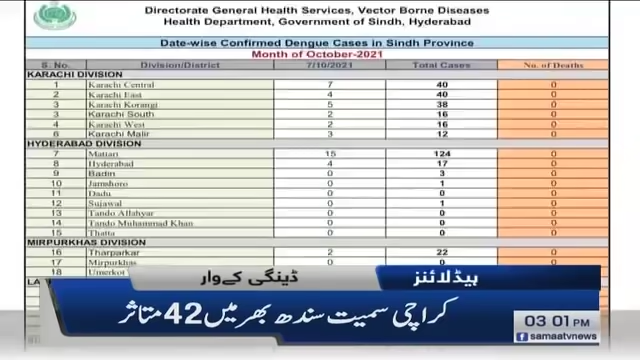 Directorate General Health Services, Vector Borne Diseases
Health Department, Government of Sindh, Hyderabad
Date-wise Confirmed Dengue Cases in Sindh Province
Month of October-2021
S. No. Division/District 7/10/2021 Total Cases No. of Deaths
KARACHI DIVISION
1 Karachi Central 7 40 0
2 Karachi East 4 40 0
3 Karachi Korangi 5 38 0
3 Karachi South 2 16 0
4 Karachi West 2 16 0
6 Karachi Malir 3 12 0
HYDERABAD DIVISION
7 Matiari 15 124 0
8 Hyderabad 4 17 0
9 Badin 0 3 0
10 Jamshoro 0 1 0
11 Dadu 0 0 0
12 Sujawal 0 1 0
13 Tando Allahyar 0 0 0
14 Tando Muhammad Khan 0 0 0
15 Thatta 0 0 0
MIRPURKHAS DIVISION
16 Tharparkar 2 22 0
17 Mirpurkhas 0 0 0
18 Umerkot
ہیڈلائنز
ڈینگی کے وار
کراچی سمیت سندھ بھر میں 42 متاثر
03:01 PM
samaatvnews